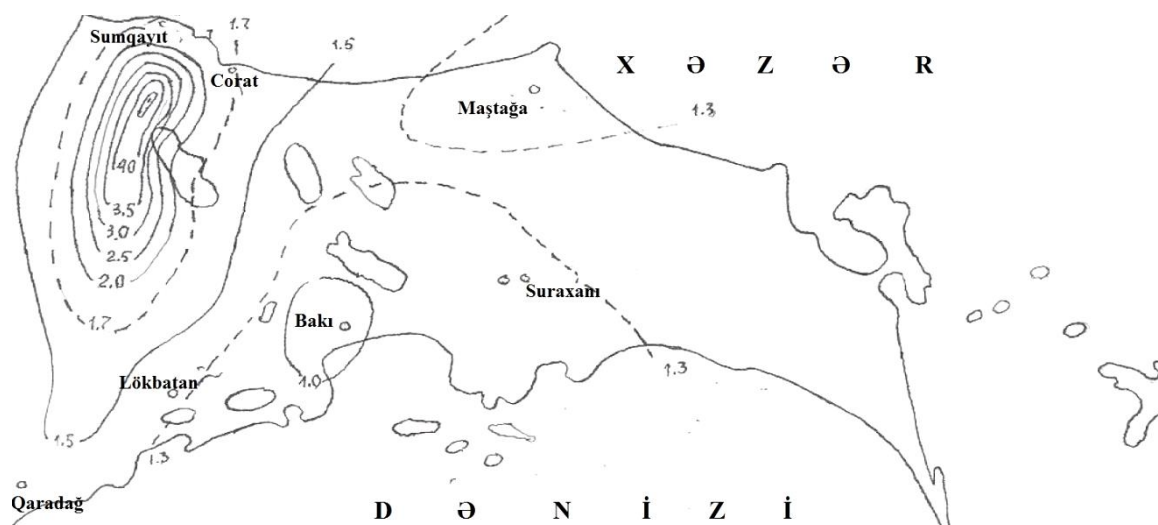 1.7
Sumqayıt
1.5
X Ə Z Ə R
Corat
Maştağa
1.3
4.0
3.5
3.0
2.5
2.0
1.7
Suraxanı
Bakı
1.0
1.3
Lökbatan
1.5
1.3
Qaradağ
D Ə N İ Z İ